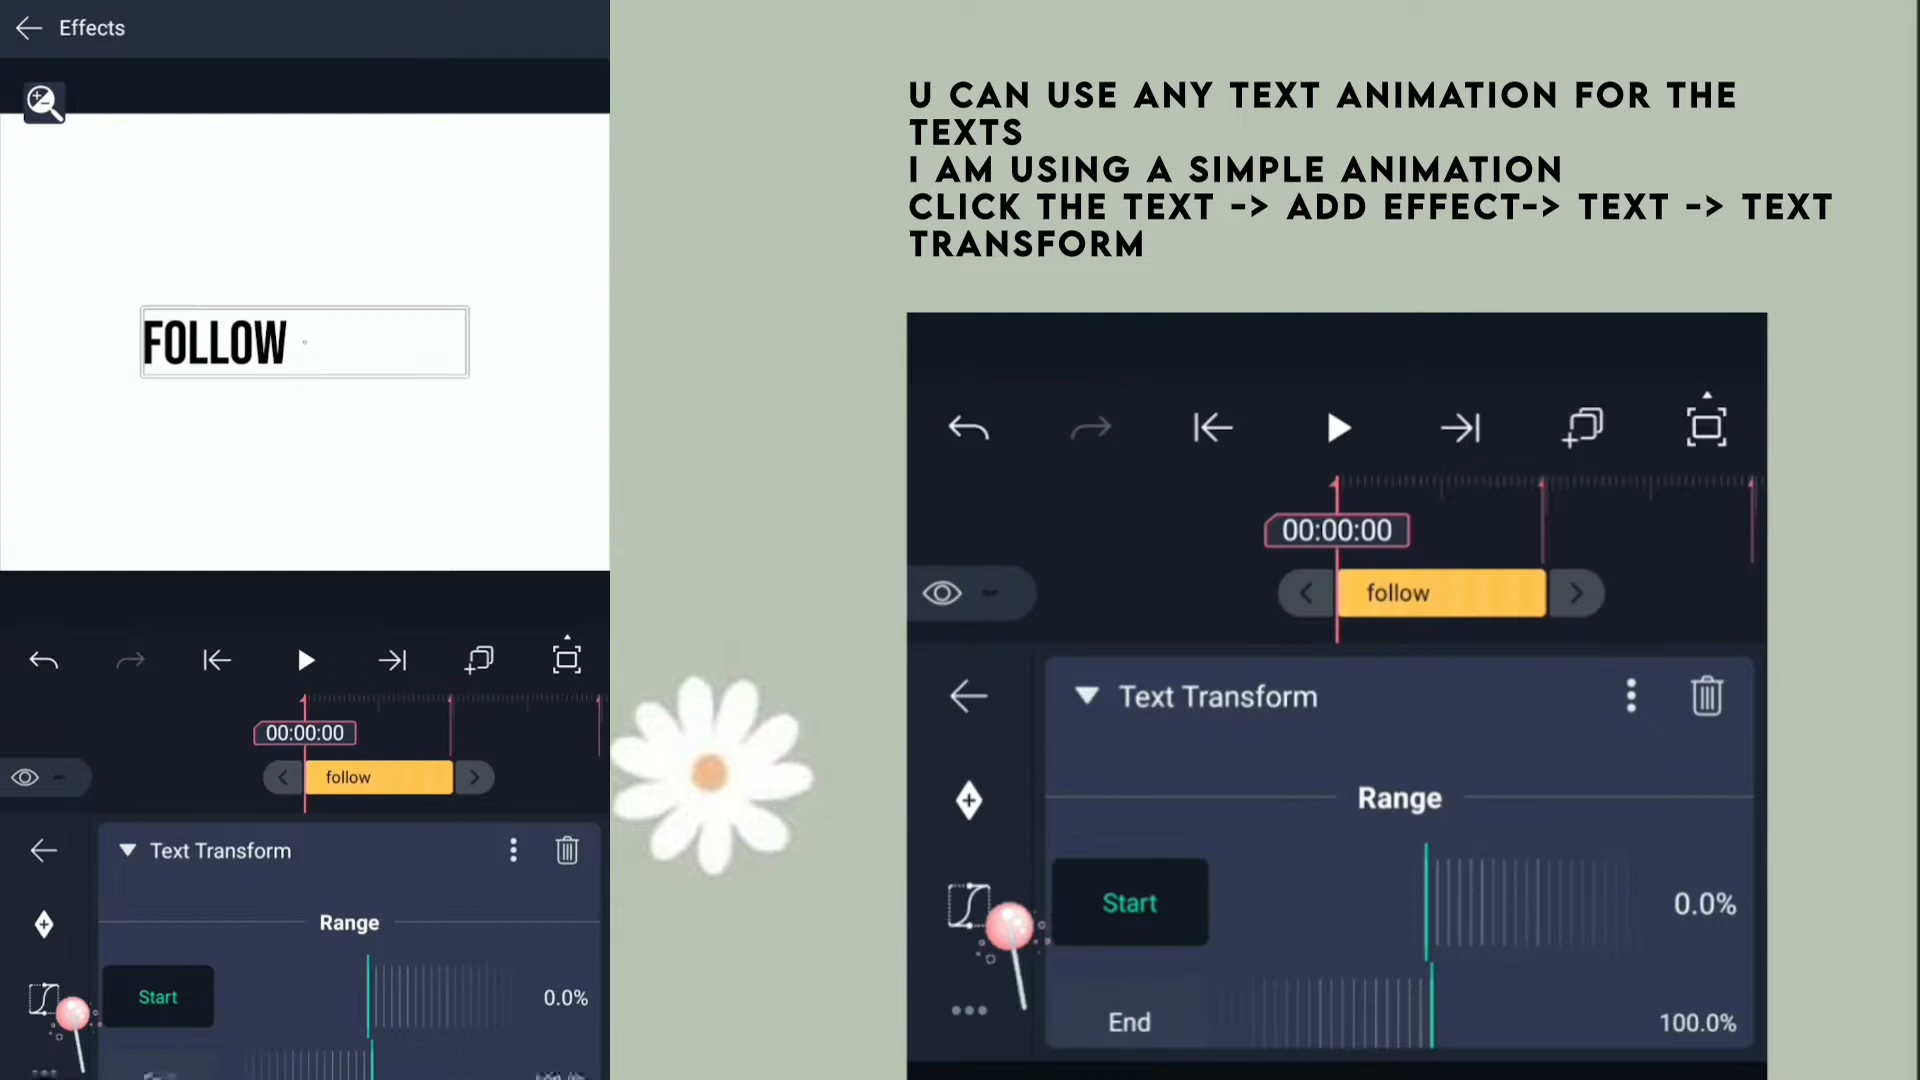 Effects
FOLLOW
00:00:00
follow
Text Transform
Range
Start
0.0%
U CAN USE ANY TEXT ANIMATION FOR THE
TEXTS
I AM USING A SIMPLE ANIMATION
CLICK THE TEXT -> ADD EFFECT-> TEXT -> TEXT
TRANSFORM
00:00:00
follow
Text Transform
Range
Start
0.0%
End
100.0%